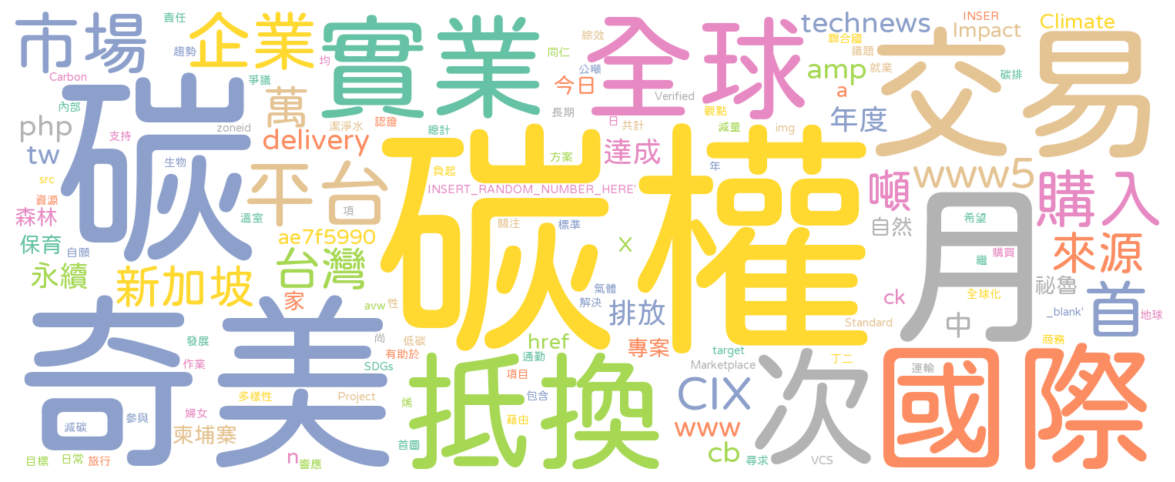 市場
責任
趨勢
企業
均
Carbon
爭議
內部
實業
同仁
綜效
公噸
全球
technews
聯合國
議題
INSER
Impact
Climate
交易
碳
萬
今日
長期
Verified
amp
a
就業
碳排
php
tw
支持
zoneid
delivery
認證
總計
潔淨水
共計
日
觀點
減量
img
年度
src
生物
平台
碳權
方案
達成
年
www5
噸
購入
資源
森林
溫室
項
負起
INSERT_RANDOM_NUMBER_HERE'
關注
標準
x
自然
月
希望
購買
繼
來源
保育
自願
ae7f5990
永續
新加坡
台灣
家
avw
性
氣體
解決
排放
ck
中
全球化
祕魯
首
_blank'
地球
奇美
發展
作業
尚
低碳
有助於
SDGs
href
通勤
專案
target
Marketplace
Standard
丁二
商務
抵換
項目
包含
烯
藉由
首圖
CIX
www
cb
尋求
VCS
次
運輸
國際
減碳
參與
婦女
多樣性
Project
柬埔寨
n
響應
目標
日常
旅行